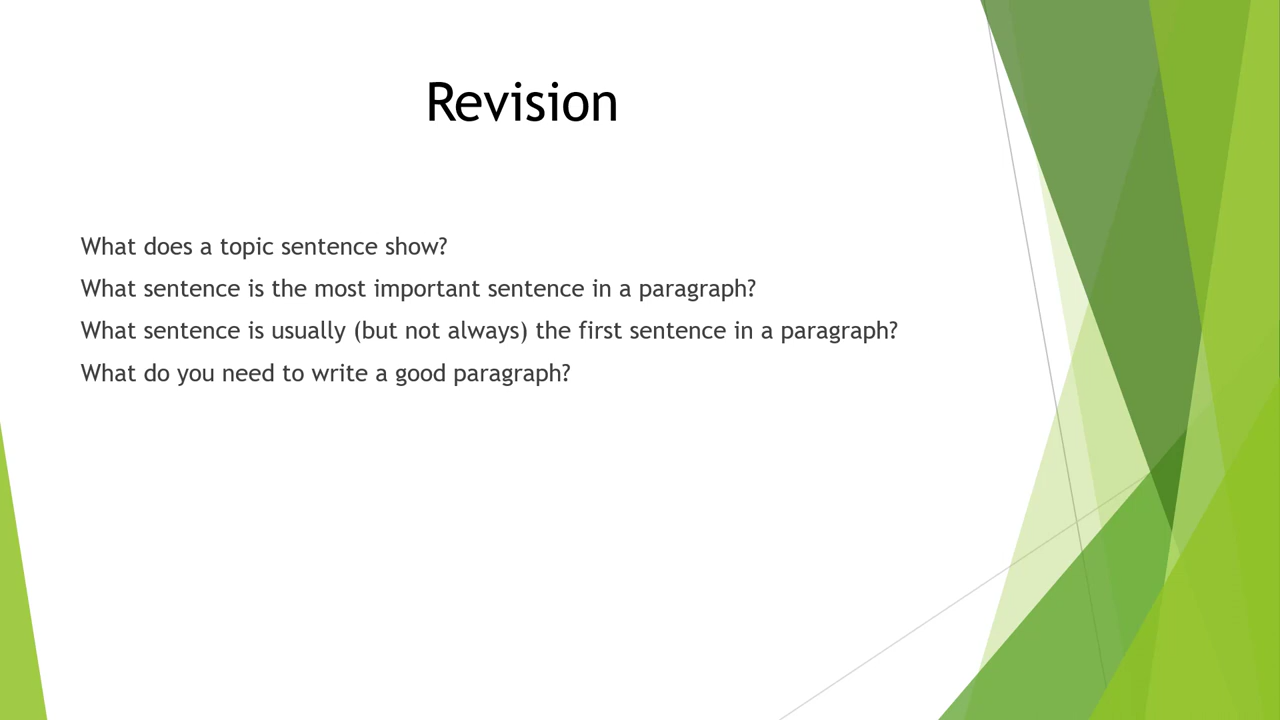 Revision
What does a topic sentence show?
What sentence is the most important sentence in a paragraph?
What sentence is usually (but not always) the first sentence in a paragraph?
What do you need to write a good paragraph?